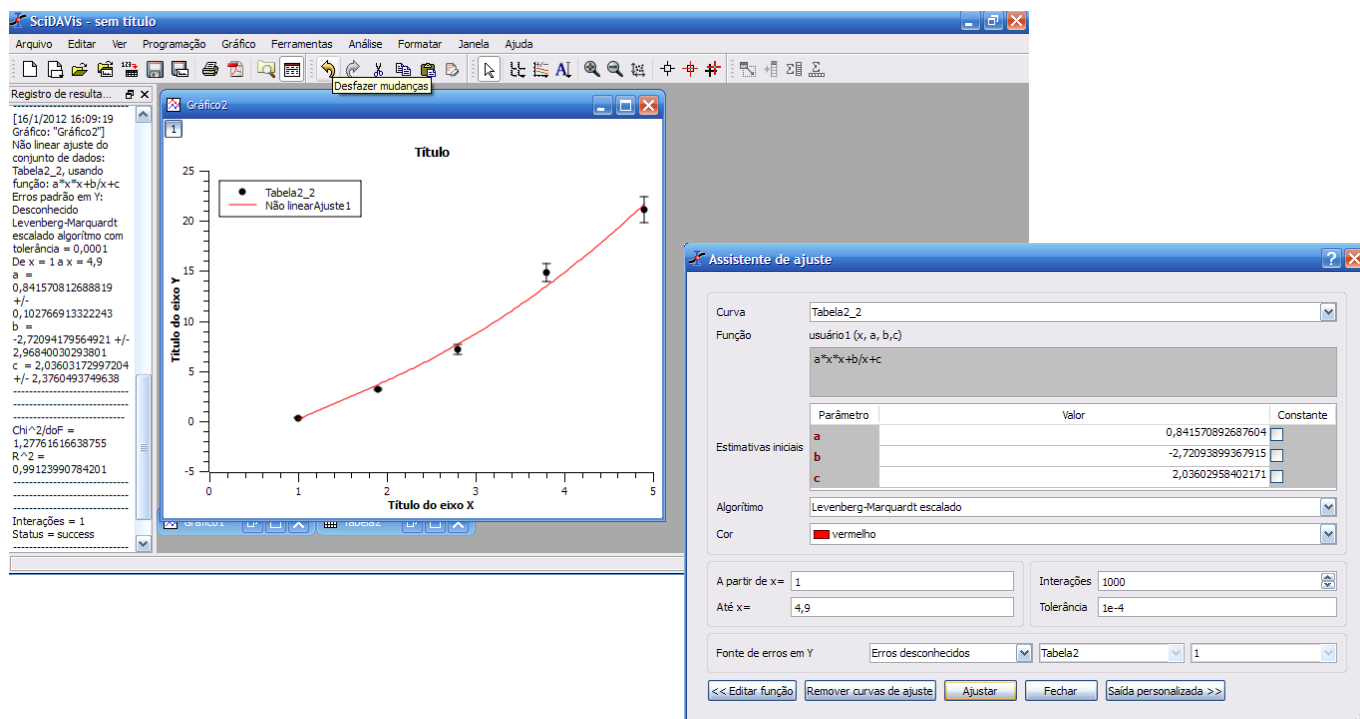 SciDAVis - sem título
Arquivo Editar Ver Programação Gráfico Ferramentas Análise Formatar Janela Ajuda
Desfazer mudanças
Registro de resulta...
[16/1/2012 16:09:19
Gráfico: "Gráfico2"]
Não linear ajuste do
conjunto de dados:
Tabela2_2, usando
função: a*x*x+b/x+c
Erros padrão em Y:
Desconhecido
Levenberg-Marquardt
escalado algorítmo com
tolerância = 0,0001
De x = 1 a x = 4,9
a =
0,841570812688819
+/-
0,102766913322243
b =
-2,72094179564921 +/-
2,96840030293801
c = 2,03603172997204
+/- 2,3760493749638
-------------------------------
-------------------------------
-------------------------------
Chi^2/doF =
1,27761616638755
R^2 =
0,99123990784201
-------------------------------
-------------------------------
Interações = 1
Status = success
-------------------------------
Gráfico2
1
Título
25
20
15
10
5
0
-5
Título do eixo Y
Tabela2_2
Não linearAjuste1
0 1 2 3 4 5
Título do eixo X
Gráfico1
Tabela2
Assistente de ajuste
Curva Tabela2_2
Função usuário1 (x, a, b,c)
a*x*x+b/x+c
Estimativas iniciais
Parâmetro Valor Constante
a 0,841570892687604
b -2,72093899367915
c 2,03602958402171
Algorítimo Levenberg-Marquardt escalado
Cor vermelho
A partir de x= 1
Até x= 4,9
Interações 1000
Tolerância 1e-4
Fonte de erros em Y Erros desconhecidos Tabela2 1
<< Editar função Remover curvas de ajuste Ajustar Fechar Saída personalizada >>